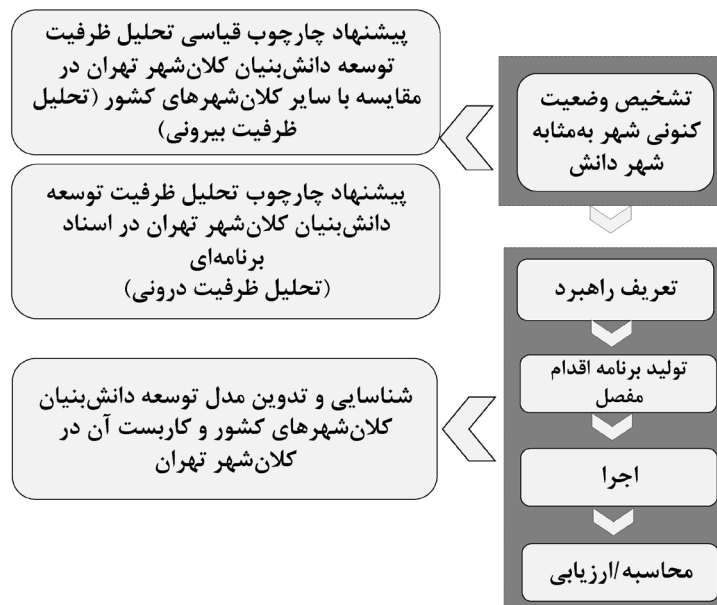 تشخیص وضعیت
کنونی شهر به‌مثابه
شهر دانش
پیشنهاد چارچوب قیاسی تحلیل ظرفیت
توسعه دانش‌بنیان کلان‌شهر تهران در
مقایسه با سایر کلان‌شهرهای کشور (تحلیل
ظرفیت بیرونی)
پیشنهاد چارچوب تحلیل ظرفیت توسعه
دانش‌بنیان کلان‌شهر تهران در اسناد
برنامه‌ای
(تحلیل ظرفیت درونی)
تعریف راهبرد
تولید برنامه اقدام
مفصل
اجرا
محاسبه/ارزیابی
شناسایی و تدوین مدل توسعه دانش‌بنیان
کلان‌شهرهای کشور و کاربست آن در
کلان‌شهر تهران